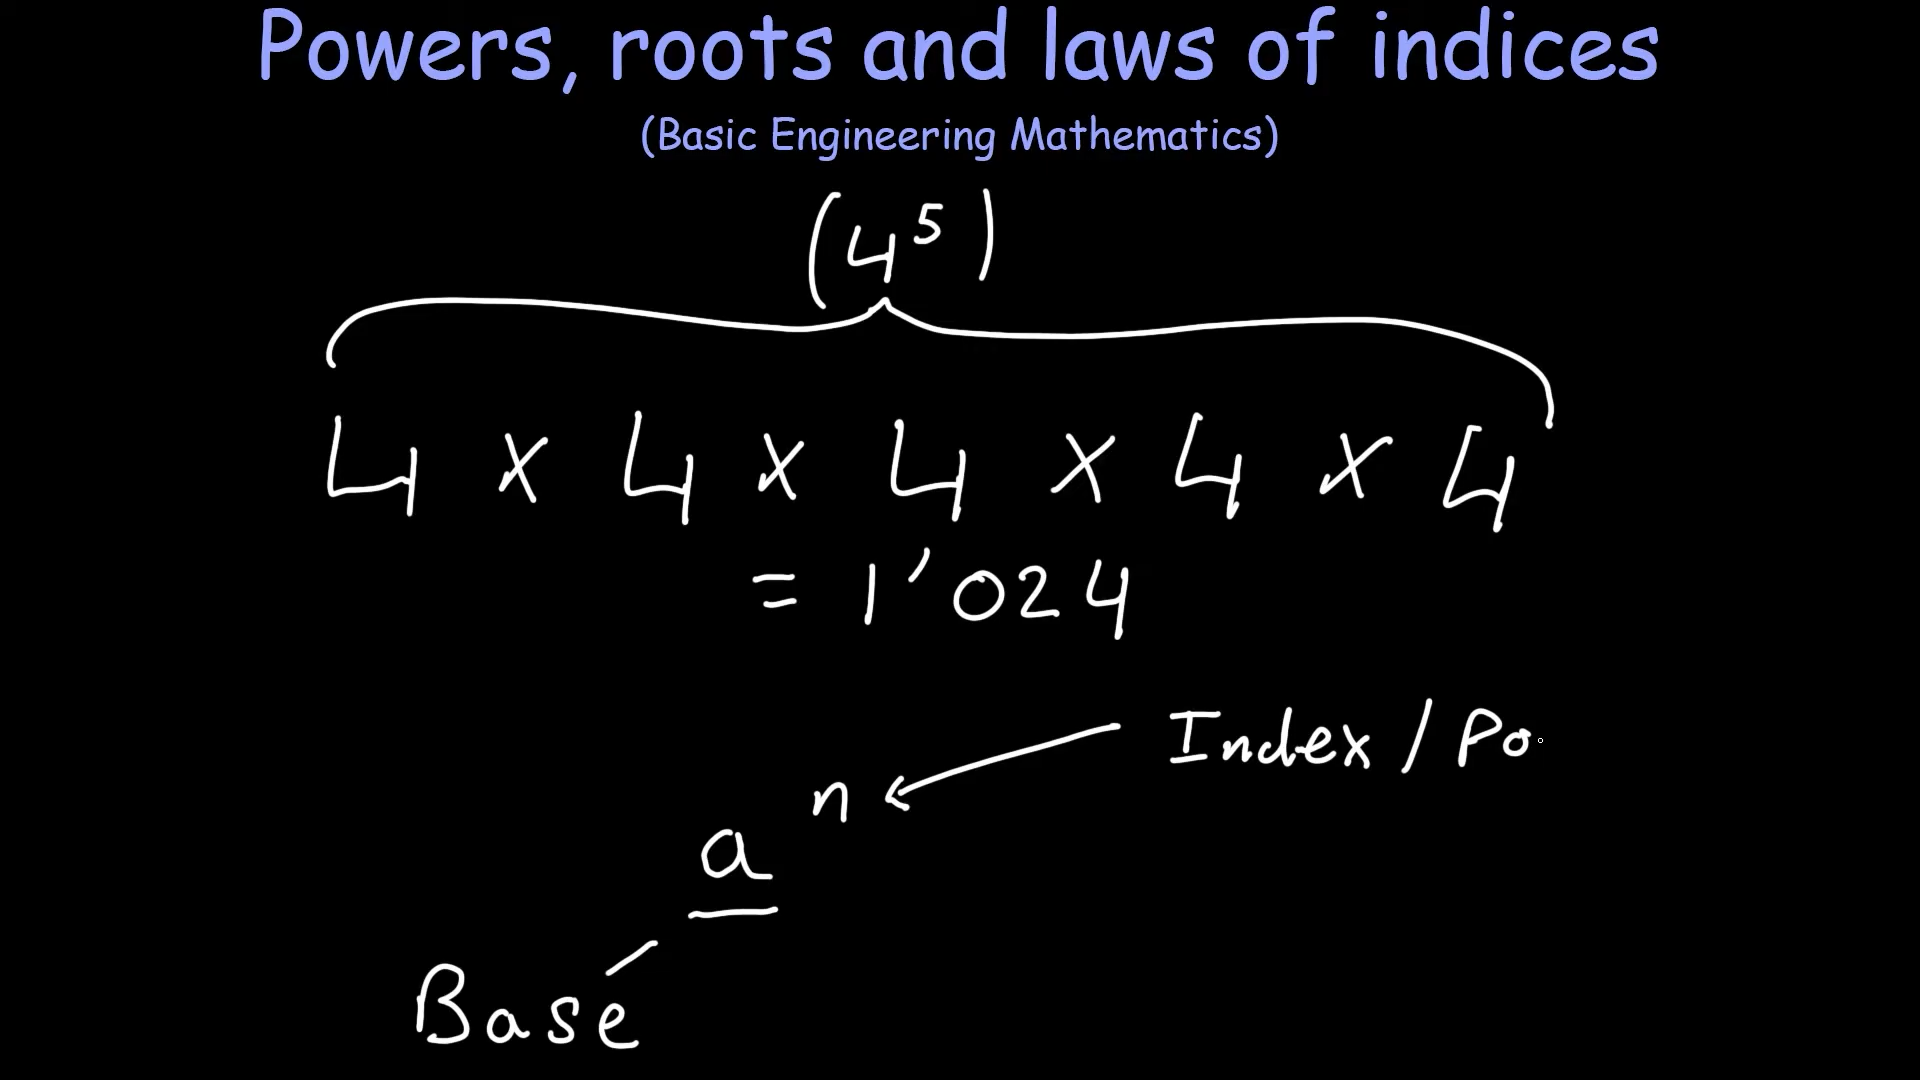 Powers, roots and laws of indices
(Basic Engineering Mathematics)
(4⁵)
4 × 4 × 4 × 4 × 4
= 1'024
Index / Po
aⁿ
Base